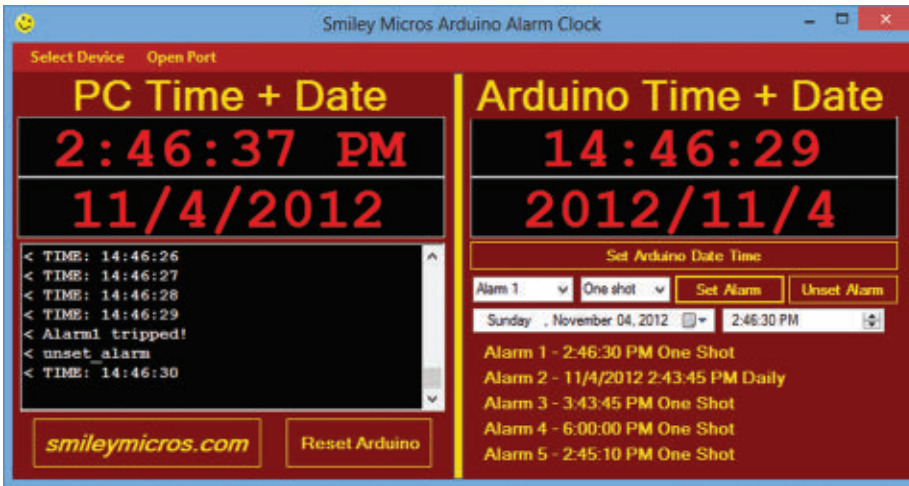 Smiley Micros Arduino Alarm Clock
Select Device Open Port
PC Time + Date
2:46:37 PM
11/4/2012
< TIME: 14:46:26
< TIME: 14:46:27
< TIME: 14:46:28
< TIME: 14:46:29
< Alarm1 tripped!
< unset_alarm
< TIME: 14:46:30
smileymicros.com
Reset Arduino
Arduino Time + Date
14:46:29
2012/11/4
Set Arduino Date Time
Alarm 1 One shot Set Alarm Unset Alarm
Sunday , November 04, 2012 2:46:30 PM
Alarm 1 - 2:46:30 PM One Shot
Alarm 2 - 11/4/2012 2:43:45 PM Daily
Alarm 3 - 3:43:45 PM One Shot
Alarm 4 - 6:00:00 PM One Shot
Alarm 5 - 2:45:10 PM One Shot